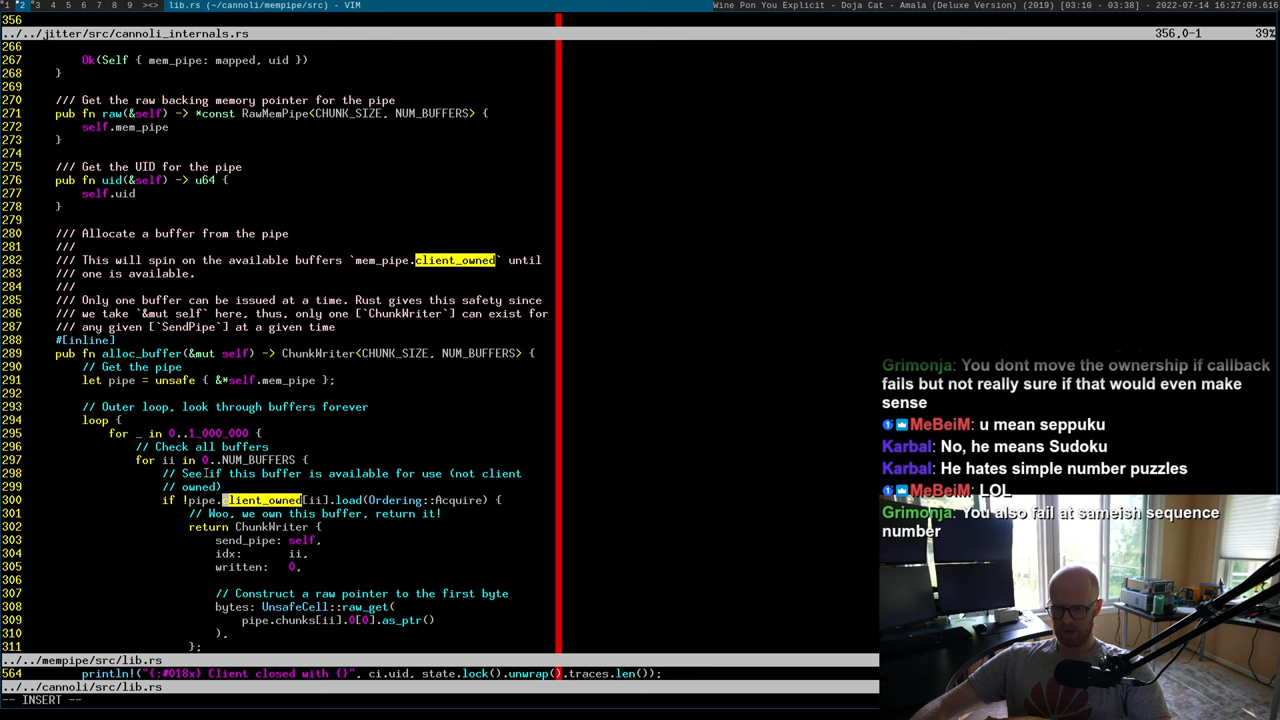 1 2 3 4 5 6 7 8 9 ><> lib.rs (~/cannoli/mempipe/src) - VIM Wine Pon You Explicit - Doja Cat - Amala (Deluxe Version) (2019) [03:10 - 03:38] - 2022-07-14 16:27:09.616
356
../../jitter/src/cannoli_internals.rs 356,0-1 39%
266
267 Ok(Self { mem_pipe: mapped, uid })
268 }
269
270 /// Get the raw backing memory pointer for the pipe
271 pub fn raw(&self) -> *const RawMemPipe<CHUNK_SIZE, NUM_BUFFERS> {
272 self.mem_pipe
273 }
274
275 /// Get the UID for the pipe
276 pub fn uid(&self) -> u64 {
277 self.uid
278 }
279
280 /// Allocate a buffer from the pipe
281 ///
282 /// This will spin on the available buffers `mem_pipe.client_owned` until
283 /// one is available.
284 ///
285 /// Only one buffer can be issued at a time. Rust gives this safety since
286 /// we take `&mut self` here, thus, only one [`ChunkWriter`] can exist for
287 /// any given [`SendPipe`] at a given time
288 #[inline]
289 pub fn alloc_buffer(&mut self) -> ChunkWriter<CHUNK_SIZE, NUM_BUFFERS> {
290 // Get the pipe
291 let pipe = unsafe { &*self.mem_pipe };
292
293 // Outer loop, look through buffers forever
294 loop {
295 for _ in 0..1_000_000 {
296 // Check all buffers
297 for ii in 0..NUM_BUFFERS {
298 // See if this buffer is available for use (not client
299 // owned)
300 if !pipe.client_owned[ii].load(Ordering::Acquire) {
301 // Woo, we own this buffer, return it!
302 return ChunkWriter {
303 send_pipe: self,
304 idx: ii,
305 written: 0,
306
307 // Construct a raw pointer to the first byte
308 bytes: UnsafeCell::raw_get(
309 pipe.chunks[ii].0[0].as_ptr()
310 ),
311 };
../../mempipe/src/lib.rs
564 println!("{:#018x} Client closed with {}", ci.uid, state.lock().unwrap().traces.len());
../../cannoli/src/lib.rs
-- INSERT --
Grimonja: You dont move the ownership if callback
fails but not really sure if that would even make
sense
MeBeiM: u mean seppuku
Karbal: No, he means Sudoku
Karbal: He hates simple number puzzles
MeBeiM: LOL
Grimonja: You also fail at sameish sequence
number